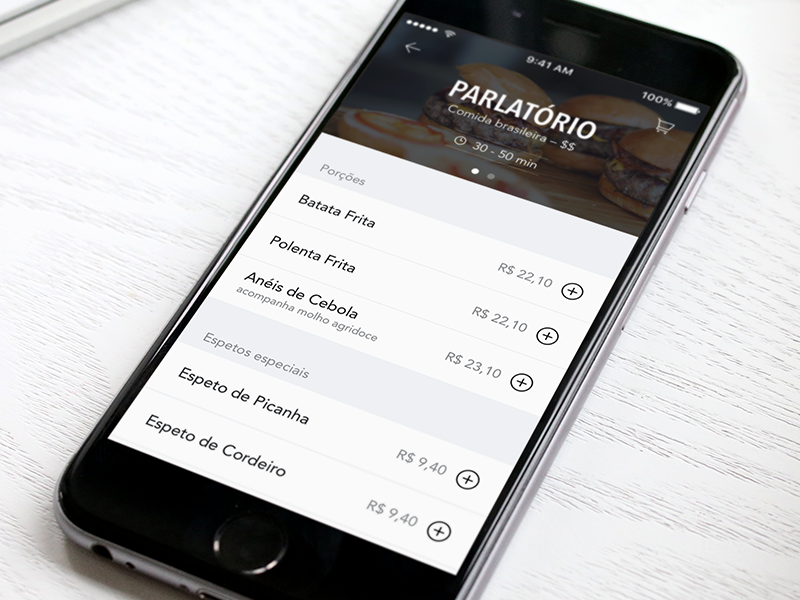 9:41 AM
100%
PARLATÓRIO
Comida brasileira – $$
30 - 50 min
Porções
Batata Frita
R$ 22,10
Polenta Frita
R$ 22,10
Anéis de Cebola
acompanha molho agridoce
R$ 23,10
Espetos especiais
Espeto de Picanha
R$ 9,40
Espeto de Cordeiro
R$ 9,40